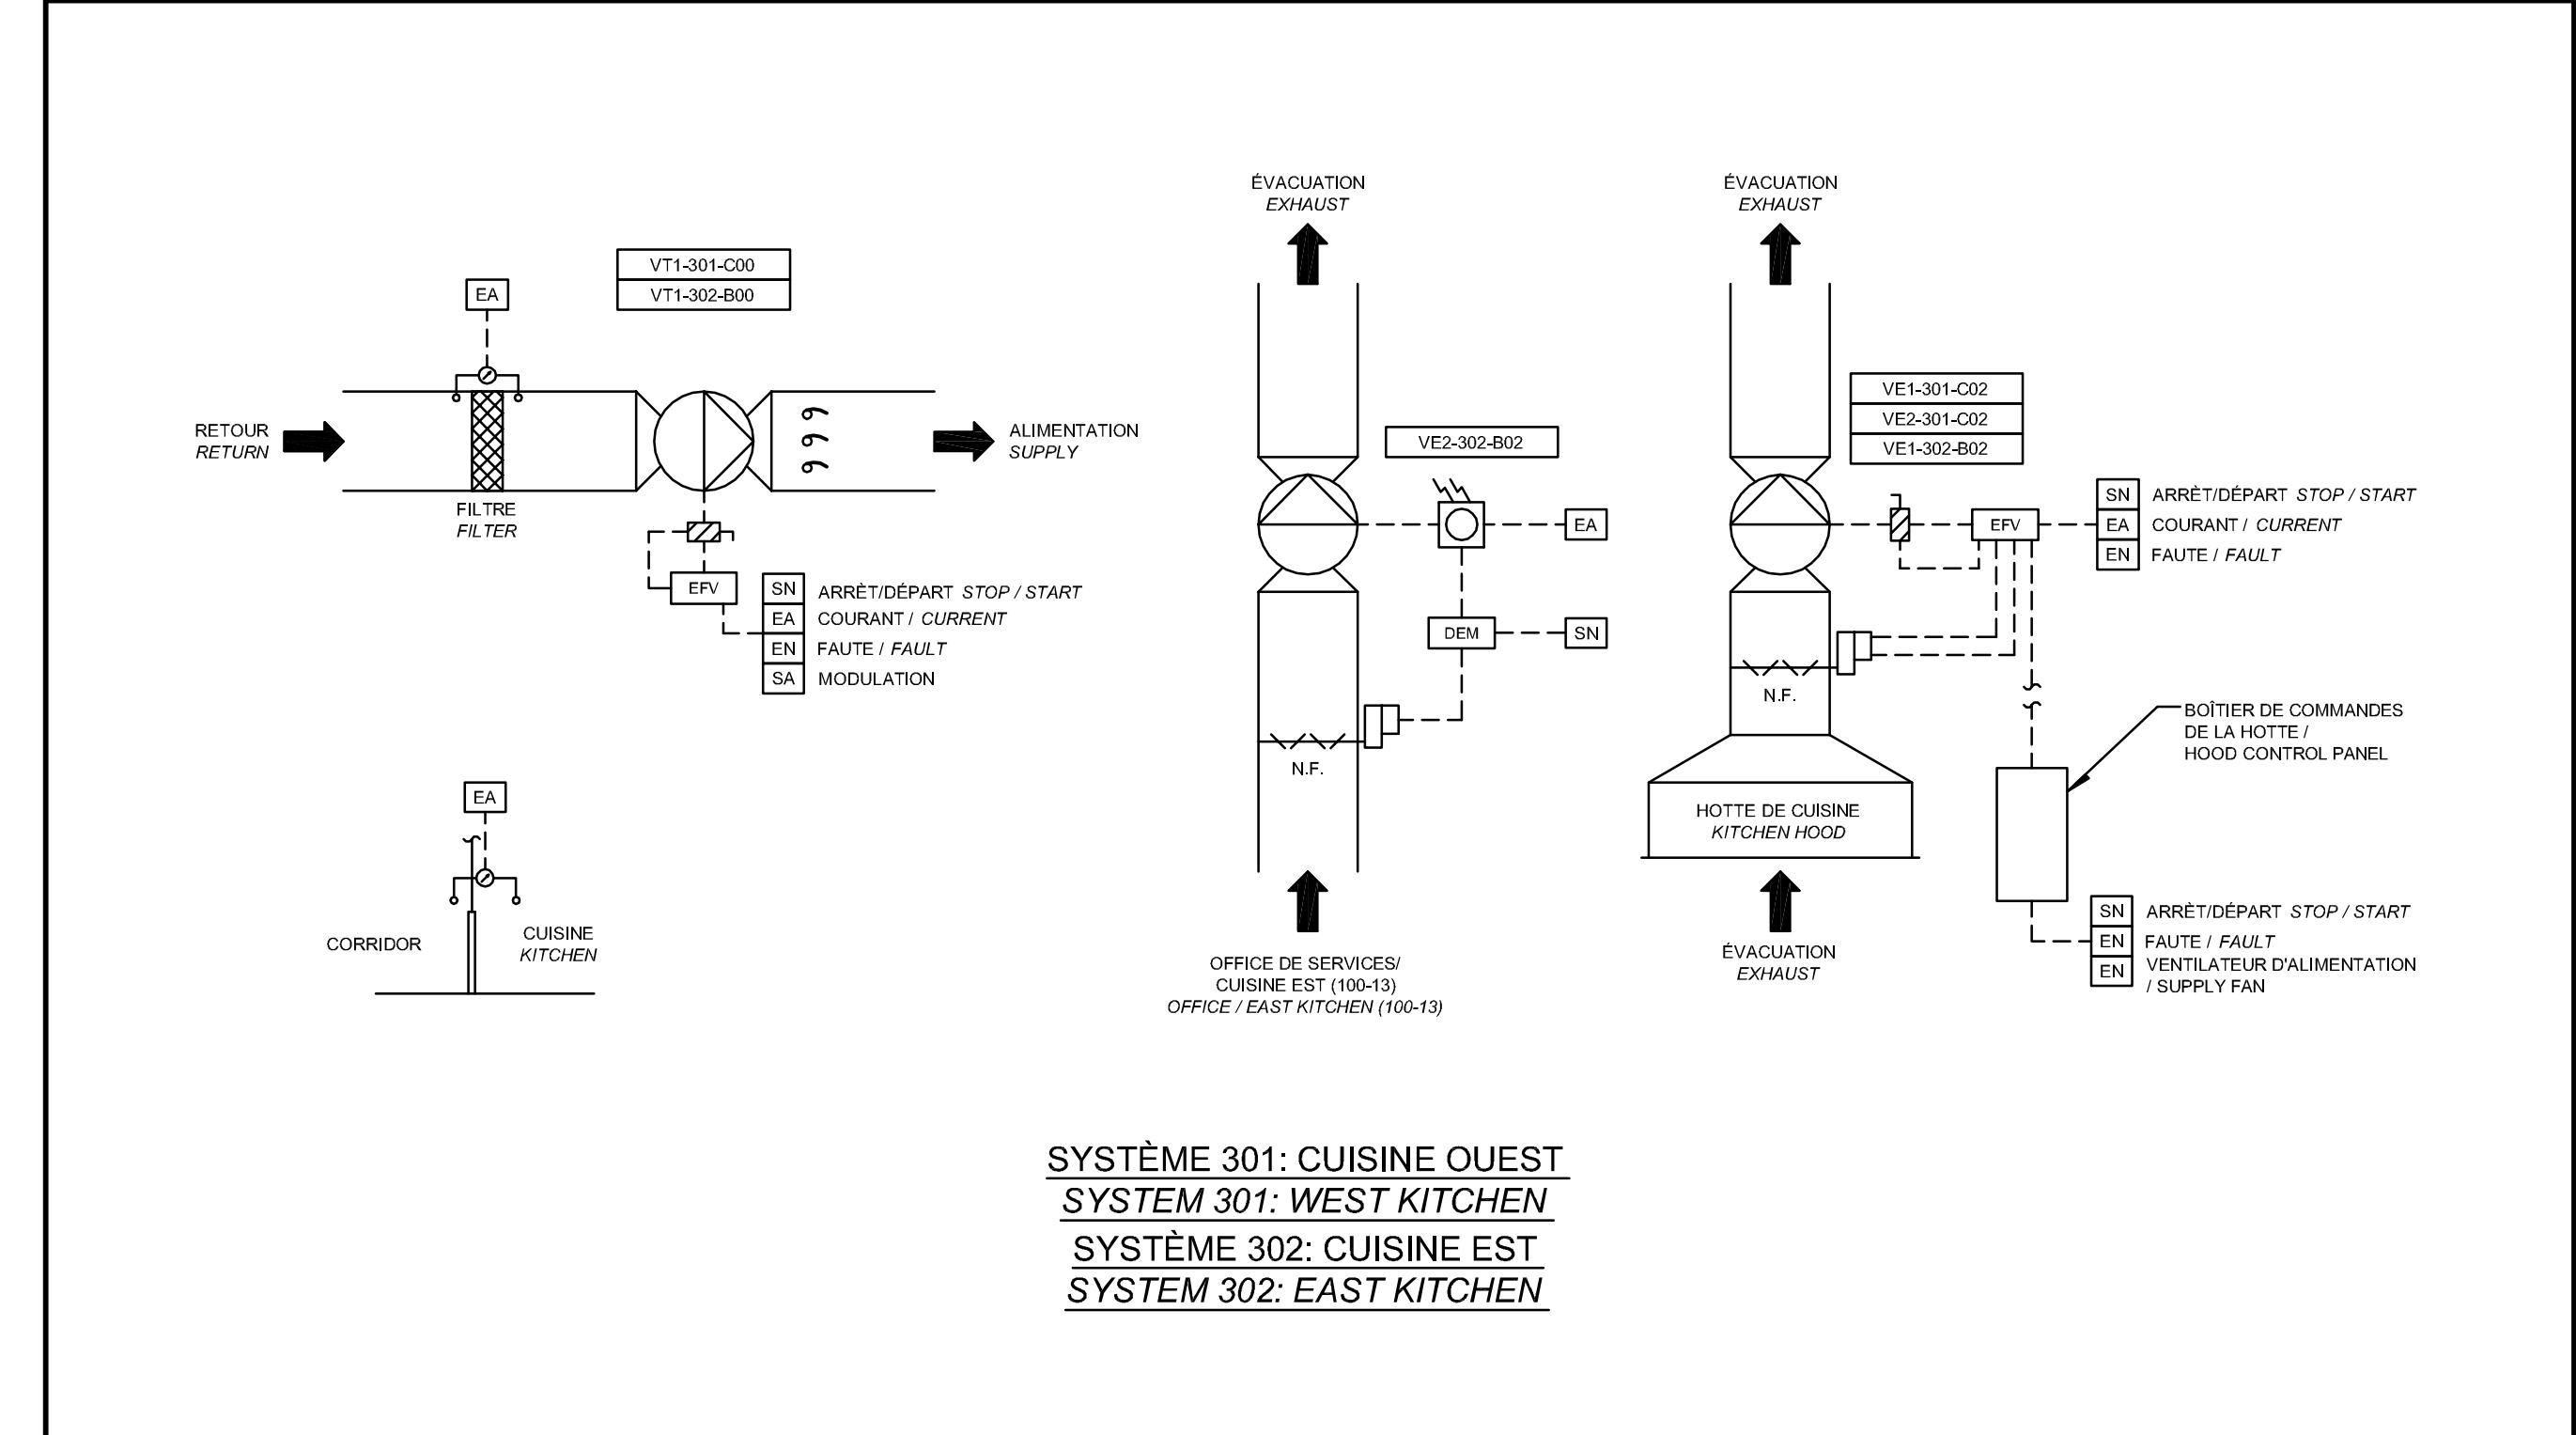 VT1-301-C00
VT1-302-B00
EA
RETOUR
RETURN
FILTRE
FILTER
ALIMENTATION
SUPPLY
EFV
SN ARRÈT/DÉPART STOP / START
EA COURANT / CURRENT
EN FAUTE / FAULT
SA MODULATION
EA
CORRIDOR
CUISINE
KITCHEN
ÉVACUATION
EXHAUST
VE2-302-B02
EA
DEM
SN
N.F.
OFFICE DE SERVICES/
CUISINE EST (100-13)
OFFICE / EAST KITCHEN (100-13)
ÉVACUATION
EXHAUST
VE1-301-C02
VE2-301-C02
VE1-302-B02
EFV
SN ARRÈT/DÉPART STOP / START
EA COURANT / CURRENT
EN FAUTE / FAULT
N.F.
BOÎTIER DE COMMANDES
DE LA HOTTE /
HOOD CONTROL PANEL
HOTTE DE CUISINE
KITCHEN HOOD
ÉVACUATION
EXHAUST
SN ARRÈT/DÉPART STOP / START
EN FAUTE / FAULT
EN VENTILATEUR D'ALIMENTATION
/ SUPPLY FAN
SYSTÈME 301: CUISINE OUEST
SYSTEM 301: WEST KITCHEN
SYSTÈME 302: CUISINE EST
SYSTEM 302: EAST KITCHEN